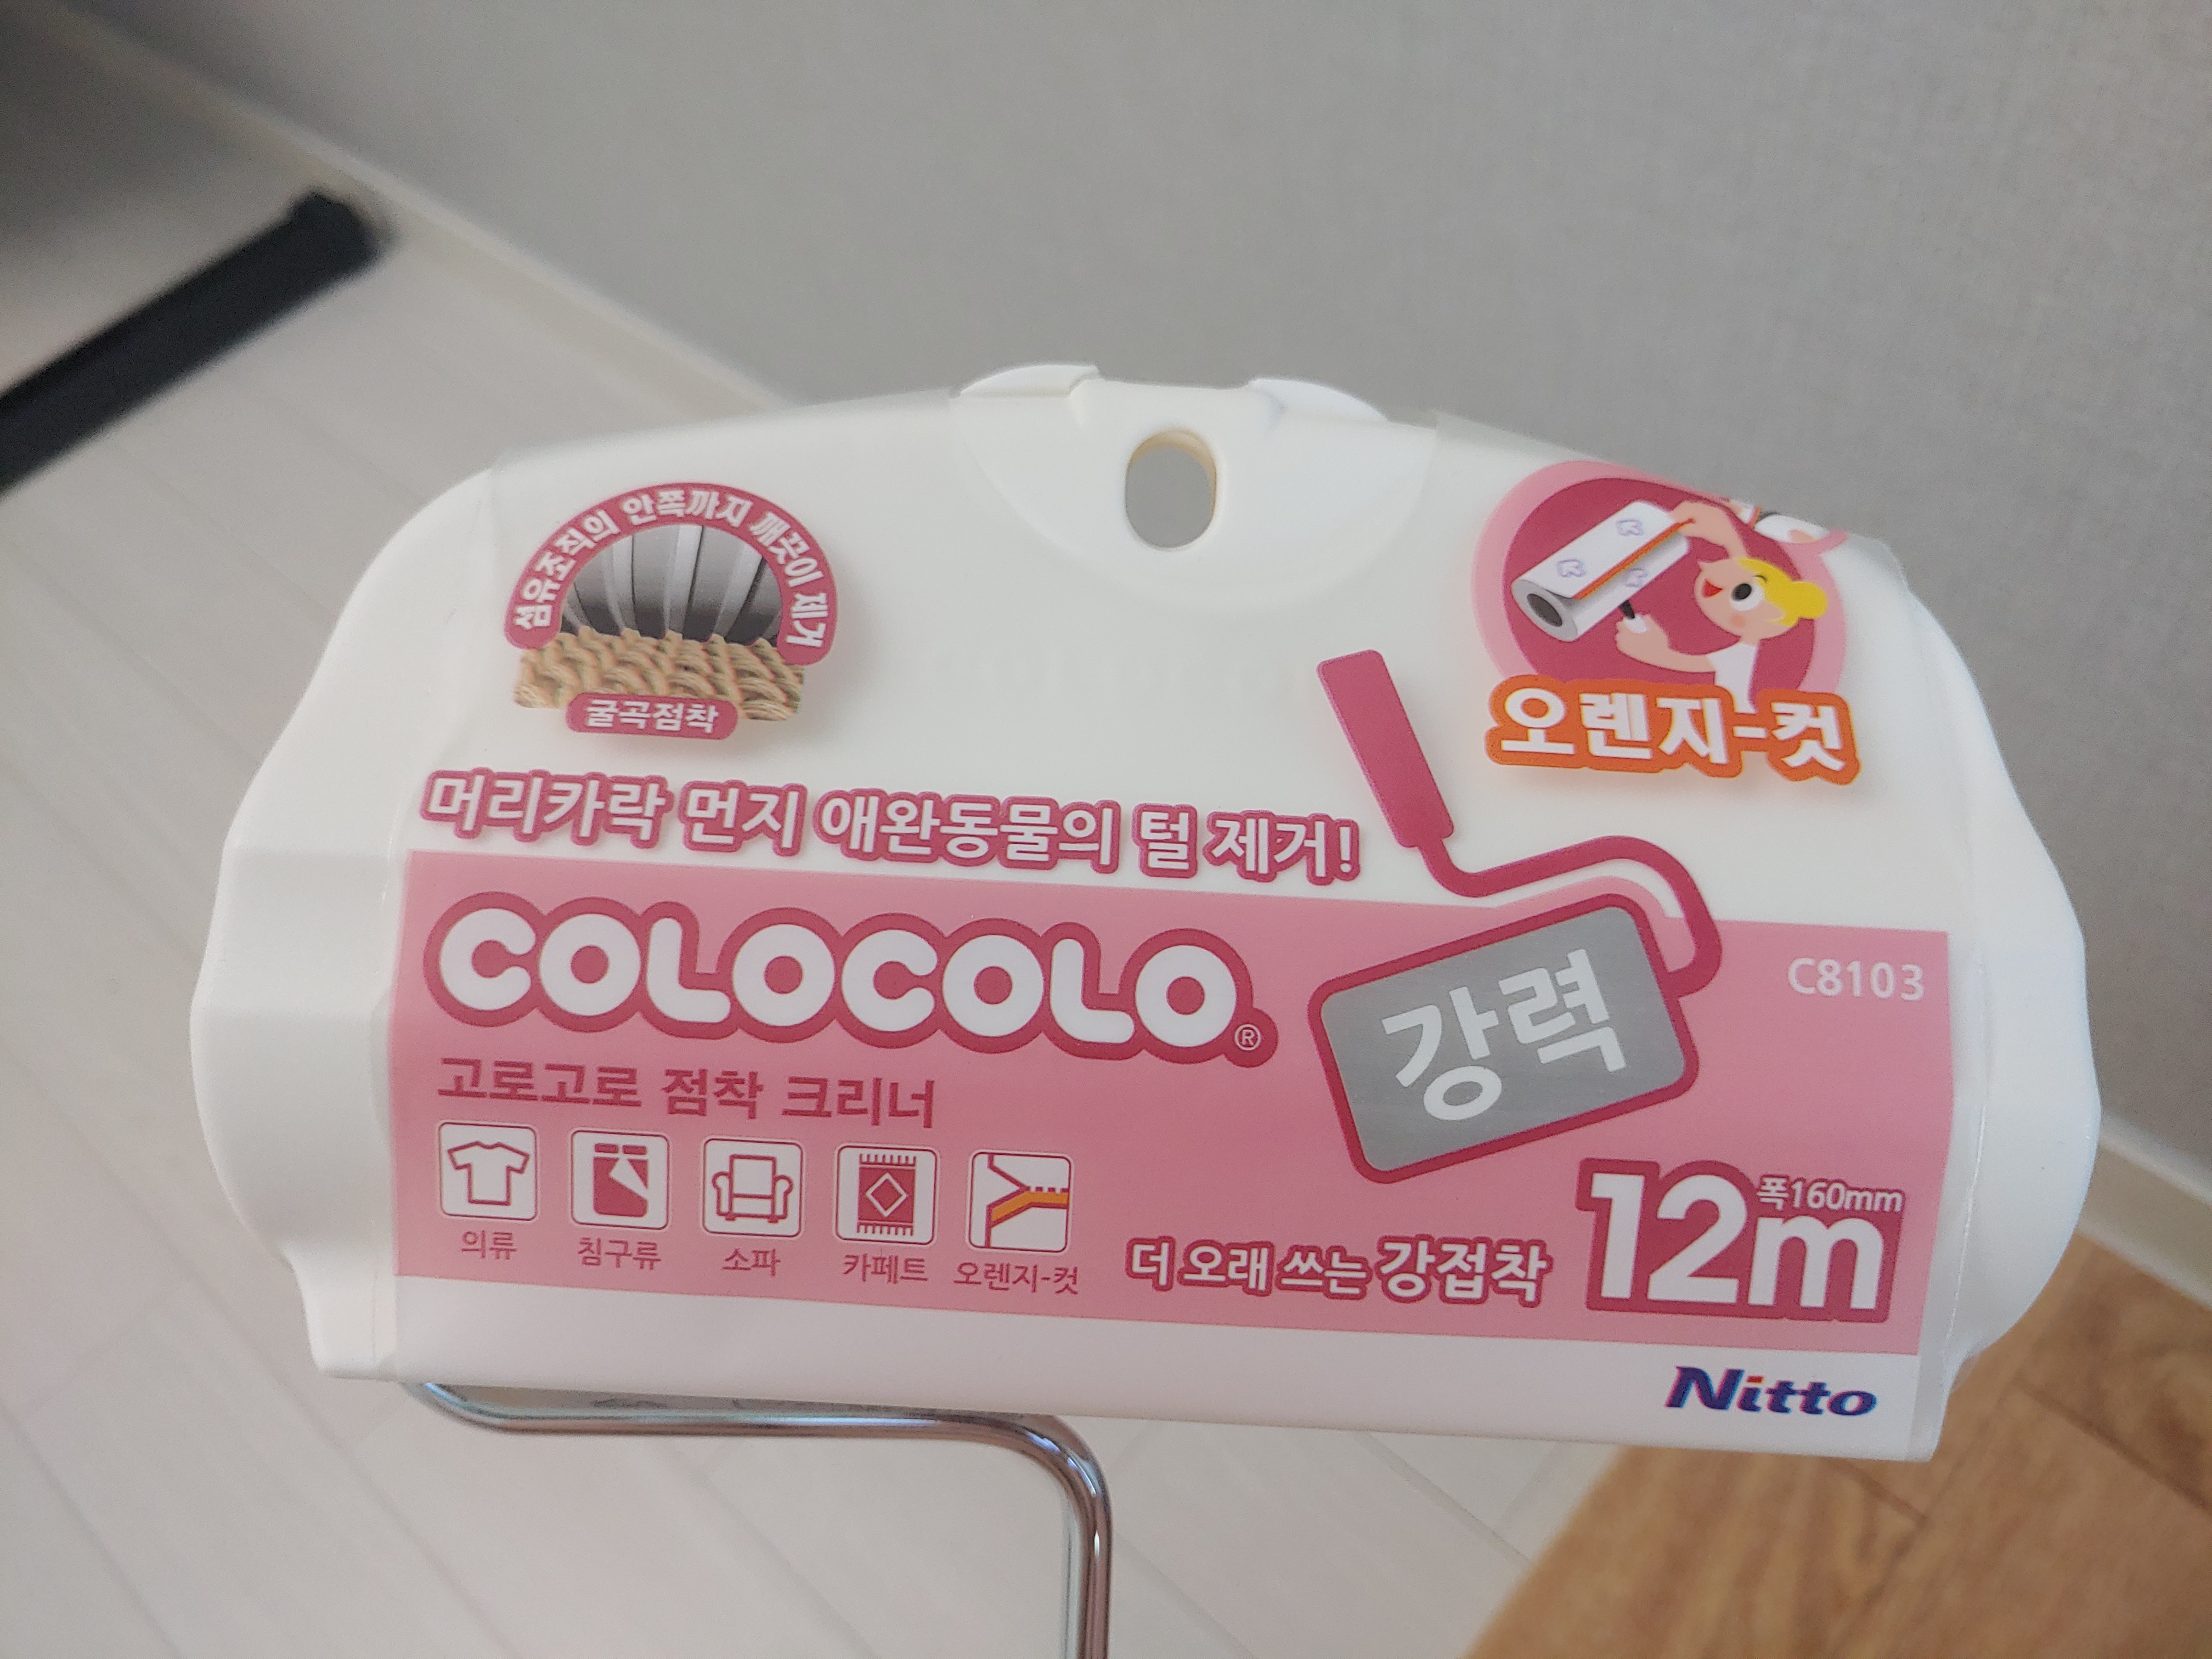 섬유조직의 안쪽까지 깨끗이 제거
굴곡점착
오렌지-컷
머리카락 먼지 애완동물의 털 제거!
COLOCOLO®
강력
C8103
고로고로 점착 크리너
의류
침구류
소파
카페트
오렌지-컷
더 오래 쓰는 강접착
폭160mm
12m
Nitto